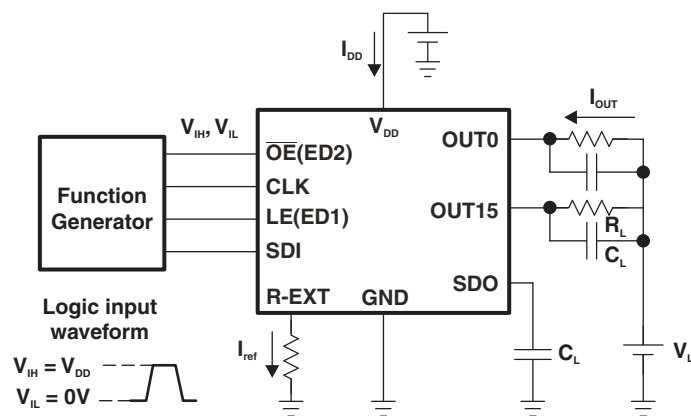 I_DD
I_OUT
V_IH, V_IL
V_DD
OE(ED2)
OUT0
Function
Generator
CLK
LE(ED1)
OUT15
R_L
SDI
C_L
R-EXT
GND
SDO
Logic input
waveform
I_ref
C_L
V_L
V_IH = V_DD
V_IL = 0V